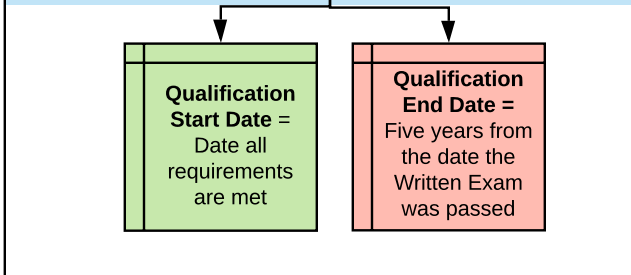 Qualification
Start Date =
Date all
requirements
are met
Qualification
End Date =
Five years from
the date the
Written Exam
was passed